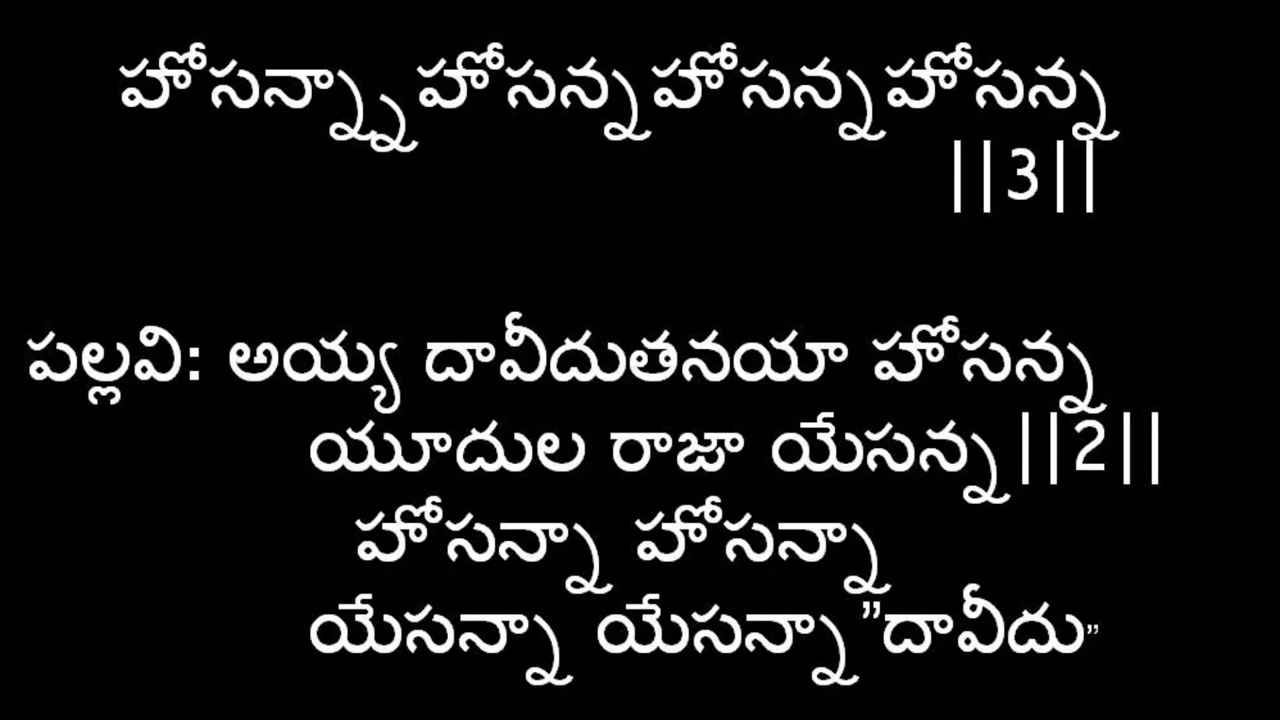 హోసన్న్నా హోసన్న హోసన్న హోసన్న
||3||
పల్లవి: అయ్య దావీదుతనయా హోసన్న
యూదుల రాజా యేసన్న ||2||
హోసన్నా హోసన్నా
యేసన్నా యేసన్నా ”దావీదు”